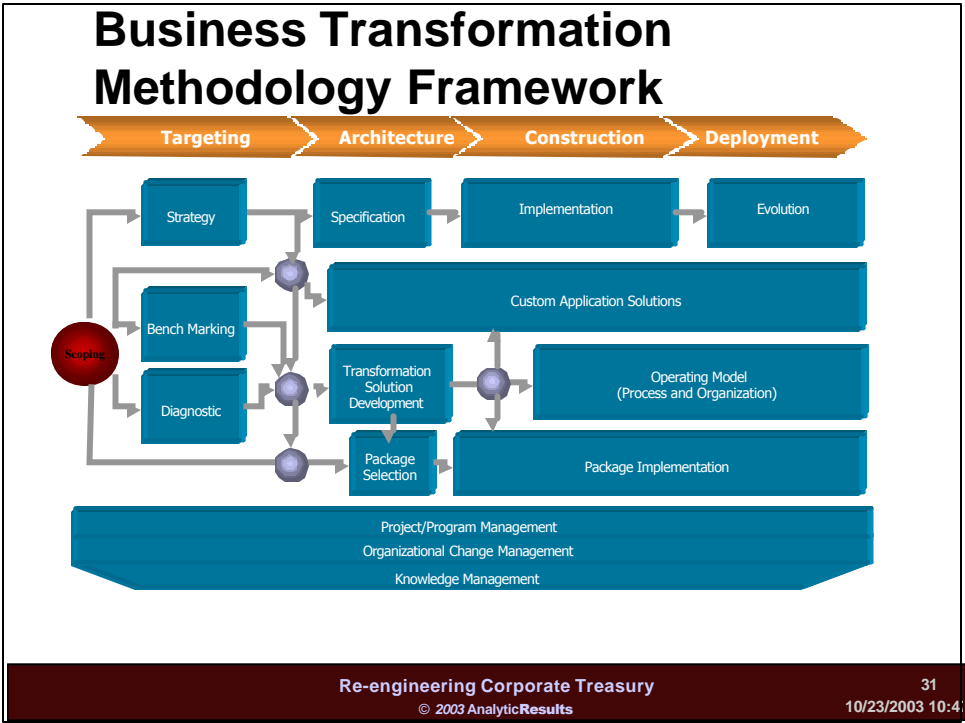 Business Transformation
Methodology Framework
Targeting
Architecture
Construction
Deployment
Strategy
Specification
Implementation
Evolution
Custom Application Solutions
Bench Marking
Scoping
Transformation
Solution
Development
Operating Model
(Process and Organization)
Diagnostic
Package
Selection
Package Implementation
Project/Program Management
Organizational Change Management
Knowledge Management
Re-engineering Corporate Treasury
31
© 2003 AnalyticResults
10/23/2003 10:4